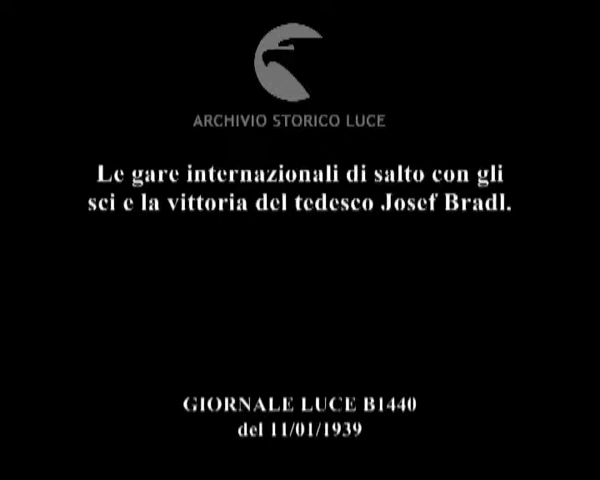 ARCHIVIO STORICO LUCE
Le gare internazionali di salto con gli
sci e la vittoria del tedesco Josef Bradl.
GIORNALE LUCE B1440
del 11/01/1939